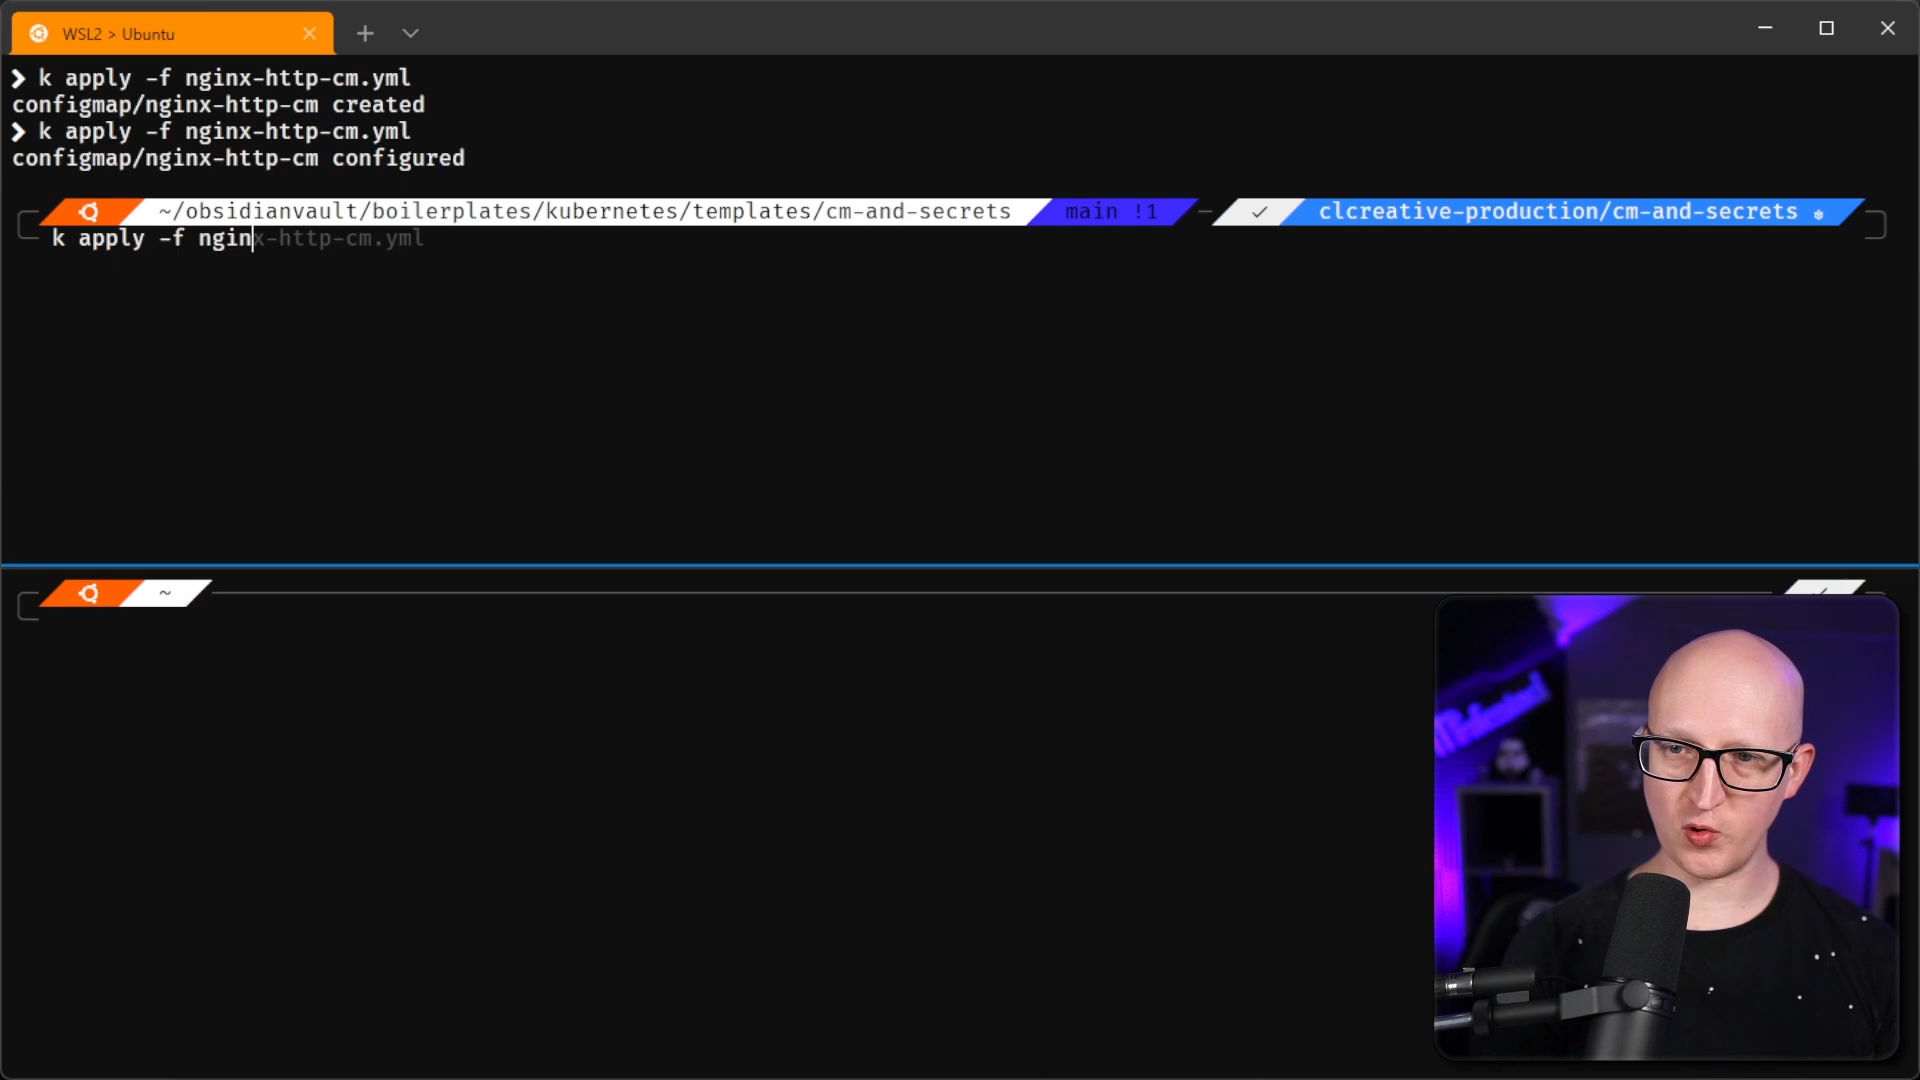 WSL2 > Ubuntu
❯ k apply -f nginx-http-cm.yml
configmap/nginx-http-cm created
❯ k apply -f nginx-http-cm.yml
configmap/nginx-http-cm configured
~/obsidianvault/boilerplates/kubernetes/templates/cm-and-secrets main !1 ✓ clcreative-production/cm-and-secrets
k apply -f nginx-http-cm.yml
~